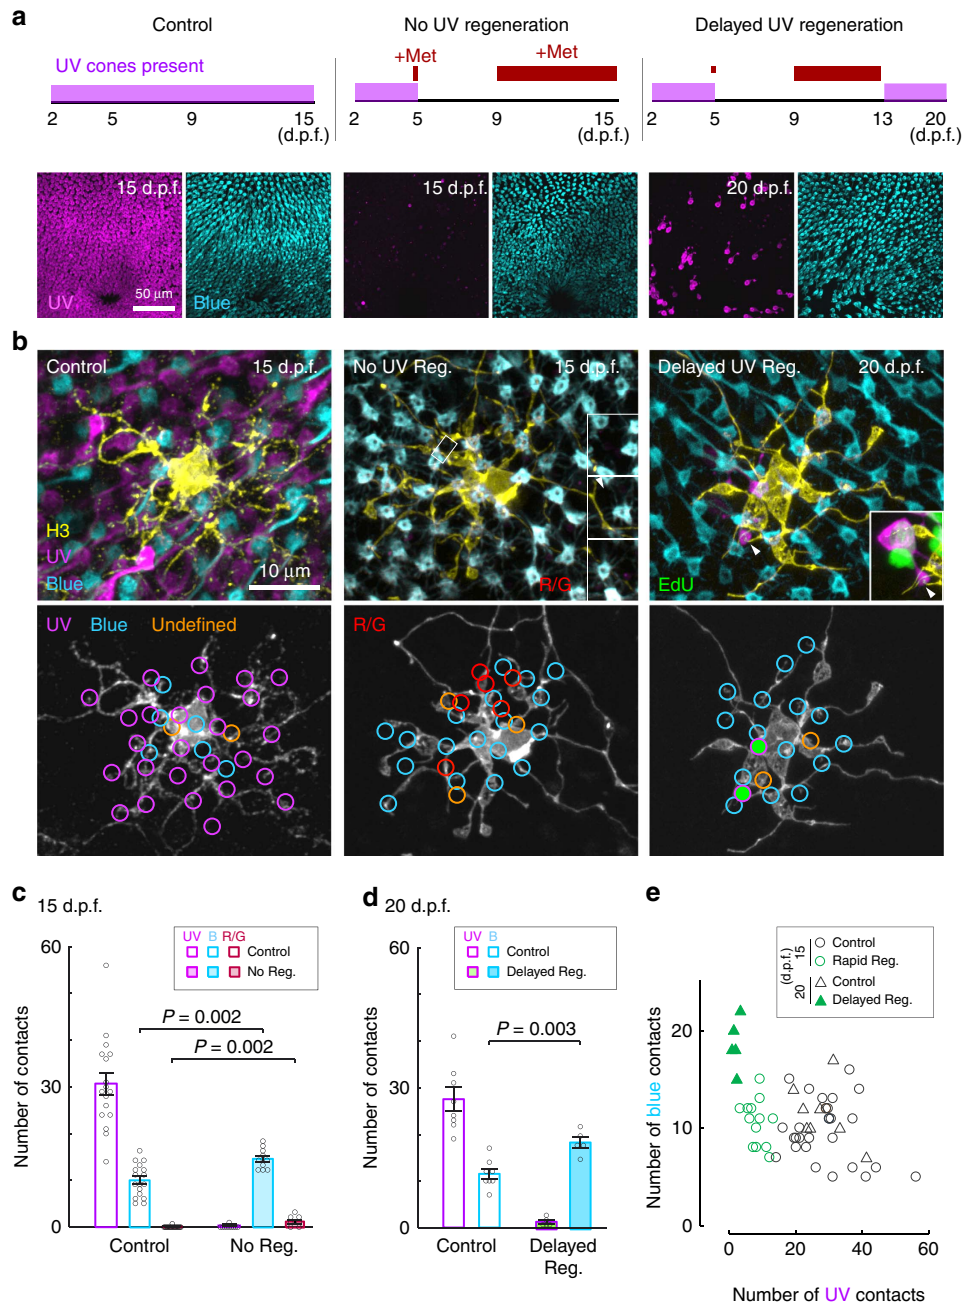 a
Control
No UV regeneration
Delayed UV regeneration
UV cones present
+Met
+Met
2 5 9 15
(d.p.f.)
2 5 9 15
(d.p.f.)
2 5 9 13 20
(d.p.f.)
15 d.p.f.
UV
50 µm
Blue
15 d.p.f.
20 d.p.f.
b
Control
15 d.p.f.
H3
UV
Blue
10 µm
No UV Reg.
15 d.p.f.
R/G
Delayed UV Reg.
20 d.p.f.
EdU
UV Blue Undefined
R/G
c
15 d.p.f.
UV B R/G
Control
No Reg.
Number of contacts
60
30
0
P = 0.002
P = 0.002
Control
No Reg.
d
20 d.p.f.
UV B
Control
Delayed Reg.
Number of contacts
60
30
0
P = 0.003
Control
Delayed
Reg.
e
(d.p.f.)
15
Control
Rapid Reg.
20
Control
Delayed Reg.
Number of blue contacts
20
10
0
0 20 40 60
Number of UV contacts